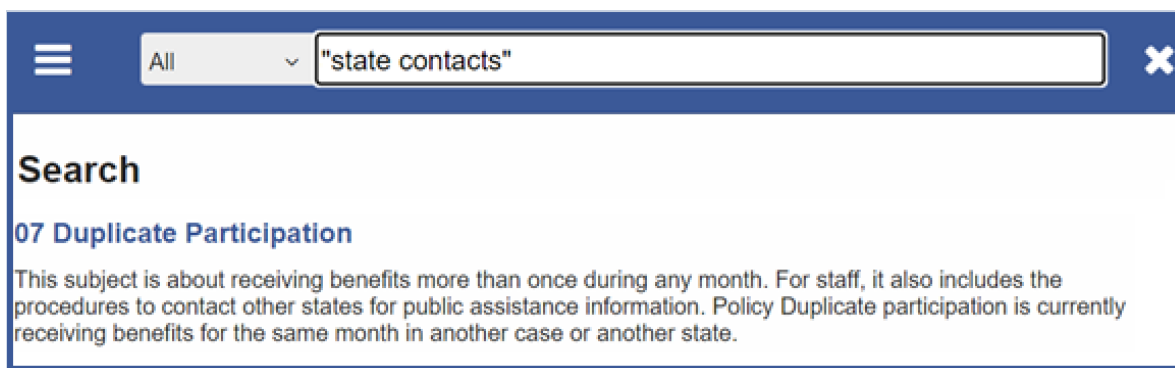 All "state contacts"
Search
07 Duplicate Participation
This subject is about receiving benefits more than once during any month. For staff, it also includes the
procedures to contact other states for public assistance information. Policy Duplicate participation is currently
receiving benefits for the same month in another case or another state.